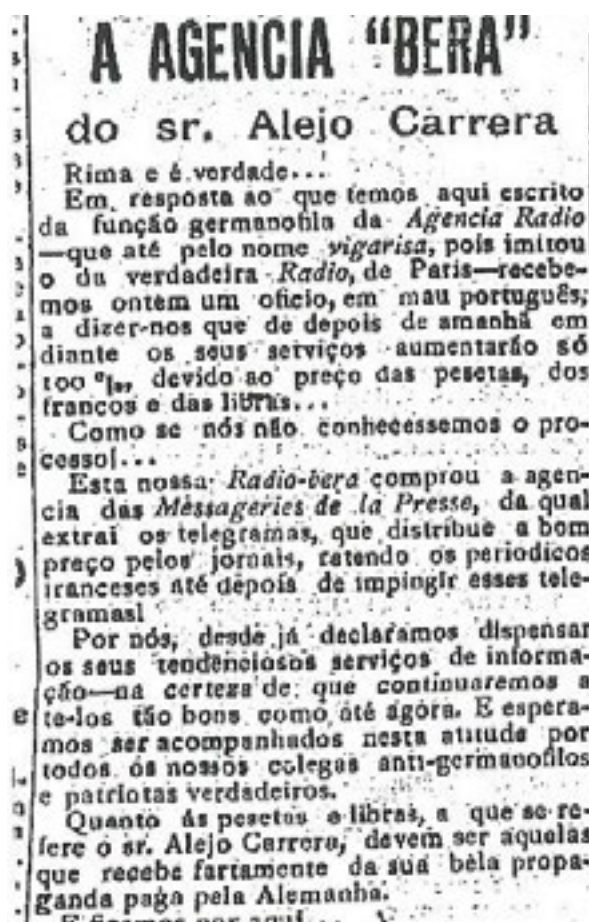 A AGENCIA "BERA"
do sr. Alejo Carrera
Rima e é verdade...
Em resposta ao que temos aqui escrito
da função germanofila da Agencia Radio
—que até pelo nome vigarisa, pois imitou
o da verdadeira Radio, de Paris—recebe-
mos ontem um oficio, em mau português,
a dizer-nos que de depois de amanhã em
diante os seus serviços aumentarão só
100 º|₀, devido ao preço das pesetas, dos
francos e das libras...
Como se nós não conhecessemos o pro-
cesso!...
Esta nossa Radio-bera comprou a agen-
cia das Messageries de la Presse, da qual
extrai os telegramas, que distribue a bom
preço pelos jornais, retendo os periodicos
franceses até depois de impingir esses tele-
gramas!
Por nós, desde já declaramos dispensar
os seus tendenciosos serviços de informa-
ção—na certeza de que continuaremos a
te-los tão bons como até agora. E espera-
mos ser acompanhados nesta atitude por
todos os nossos colegas anti-germanofilos
e patriotas verdadeiros.
Quanto ás pesetas e libras, a que se re-
fere o sr. Alejo Carrera, devem ser aquelas
que recebe fartamente da sua béla propa-
ganda paga pela Alemanha.
E ficamos por aqui...